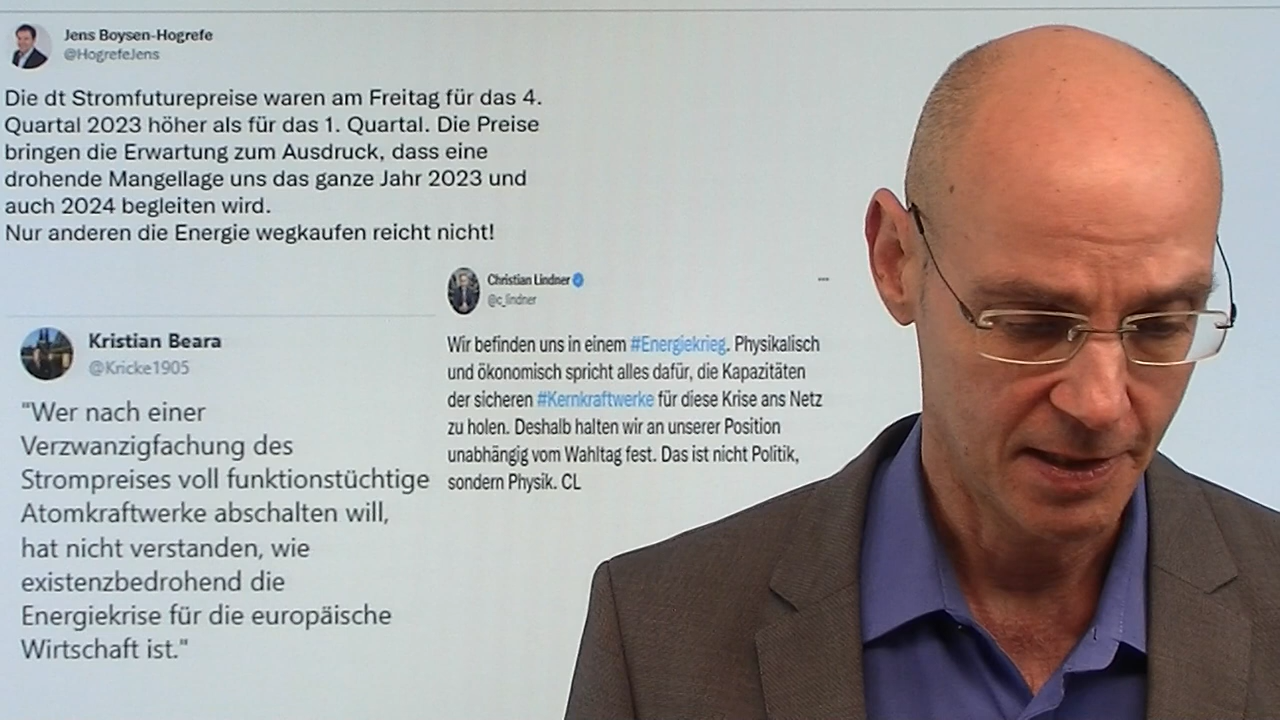 Jens Boysen-Hogrefe
@HogrefeJens
Die dt Stromfuturepreise waren am Freitag für das 4.
Quartal 2023 höher als für das 1. Quartal. Die Preise
bringen die Erwartung zum Ausdruck, dass eine
drohende Mangellage uns das ganze Jahr 2023 und
auch 2024 begleiten wird.
Nur anderen die Energie wegkaufen reicht nicht!
Kristian Beara
@Kricke1905
"Wer nach einer
Verzwanzigfachung des
Strompreises voll funktionstüchtige
Atomkraftwerke abschalten will,
hat nicht verstanden, wie
existenzbedrohend die
Energiekrise für die europäische
Wirtschaft ist."
Christian Lindner
@c_lindner
Wir befinden uns in einem #Energiekrieg. Physikalisch
und ökonomisch spricht alles dafür, die Kapazitäten
der sicheren #Kernkraftwerke für diese Krise ans Netz
zu holen. Deshalb halten wir an unserer Position
unabhängig vom Wahltag fest. Das ist nicht Politik,
sondern Physik. CL